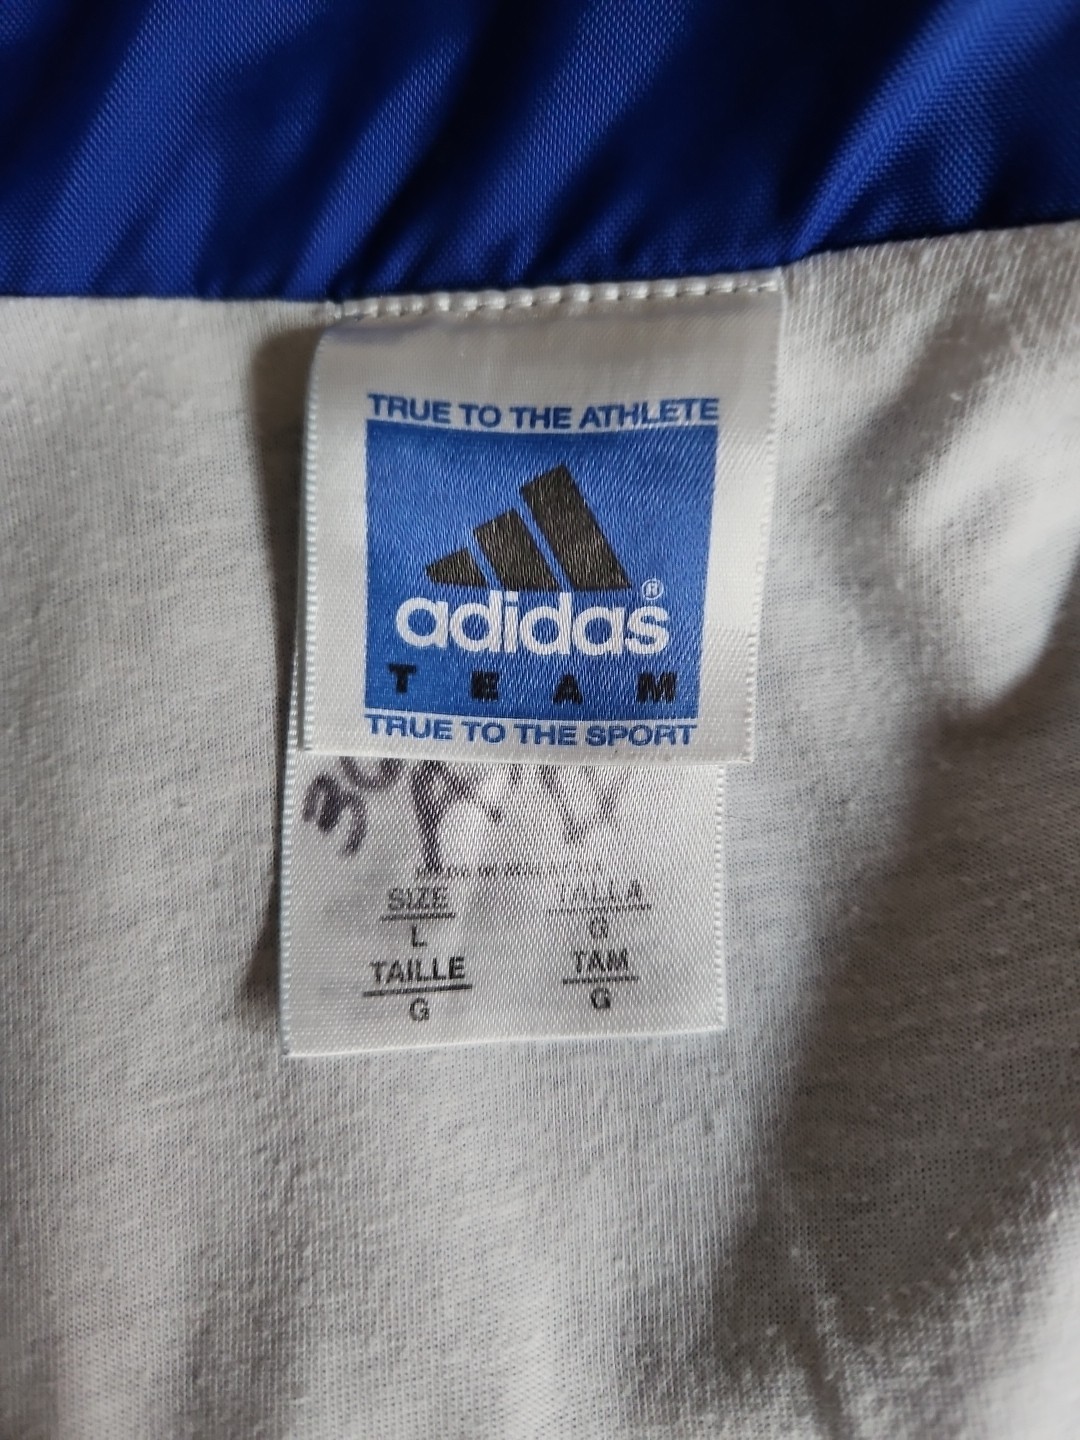 TRUE TO THE ATHLETE
adidas®
TEAM
TRUE TO THE SPORT
SIZE TALLA
L G
TAILLE TAM
G G